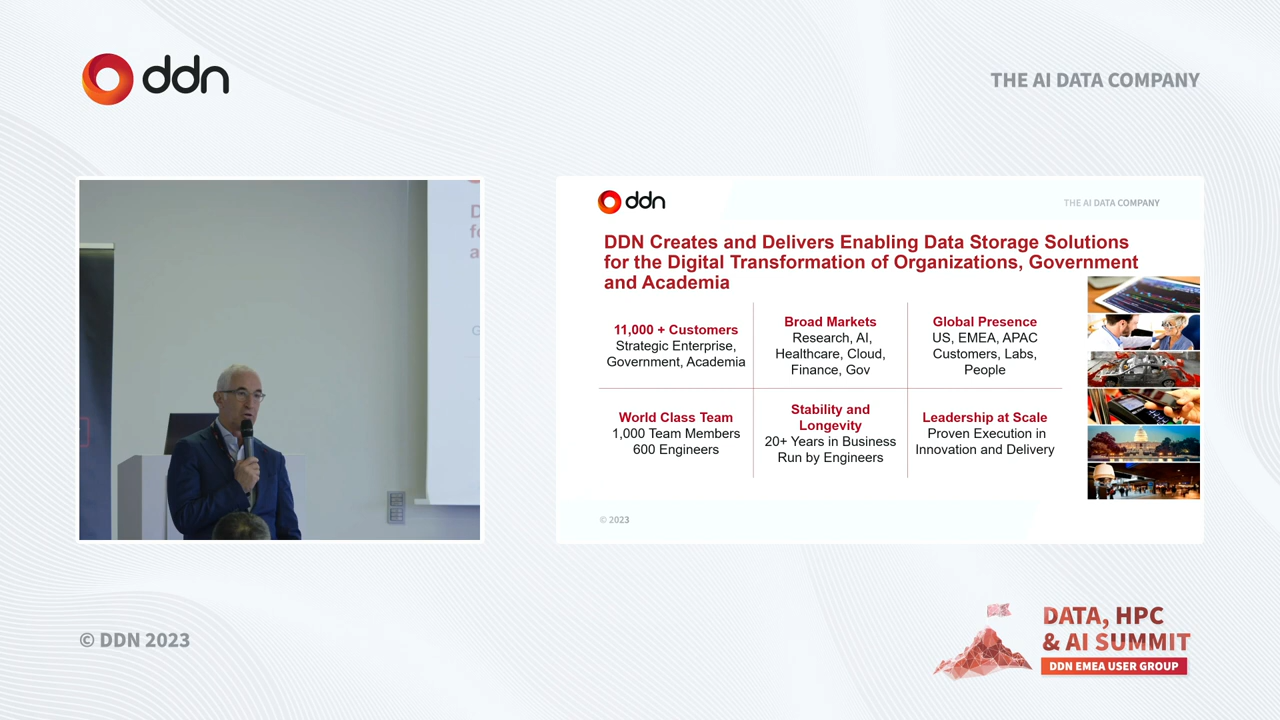 ddn
THE AI DATA COMPANY
ddn
THE AI DATA COMPANY
DDN Creates and Delivers Enabling Data Storage Solutions
for the Digital Transformation of Organizations, Government
and Academia
11,000 + Customers
Strategic Enterprise,
Government, Academia
Broad Markets
Research, AI,
Healthcare, Cloud,
Finance, Gov
Global Presence
US, EMEA, APAC
Customers, Labs,
People
World Class Team
1,000 Team Members
600 Engineers
Stability and
Longevity
20+ Years in Business
Run by Engineers
Leadership at Scale
Proven Execution in
Innovation and Delivery
© 2023
© DDN 2023
DATA, HPC
& AI SUMMIT
DDN EMEA USER GROUP